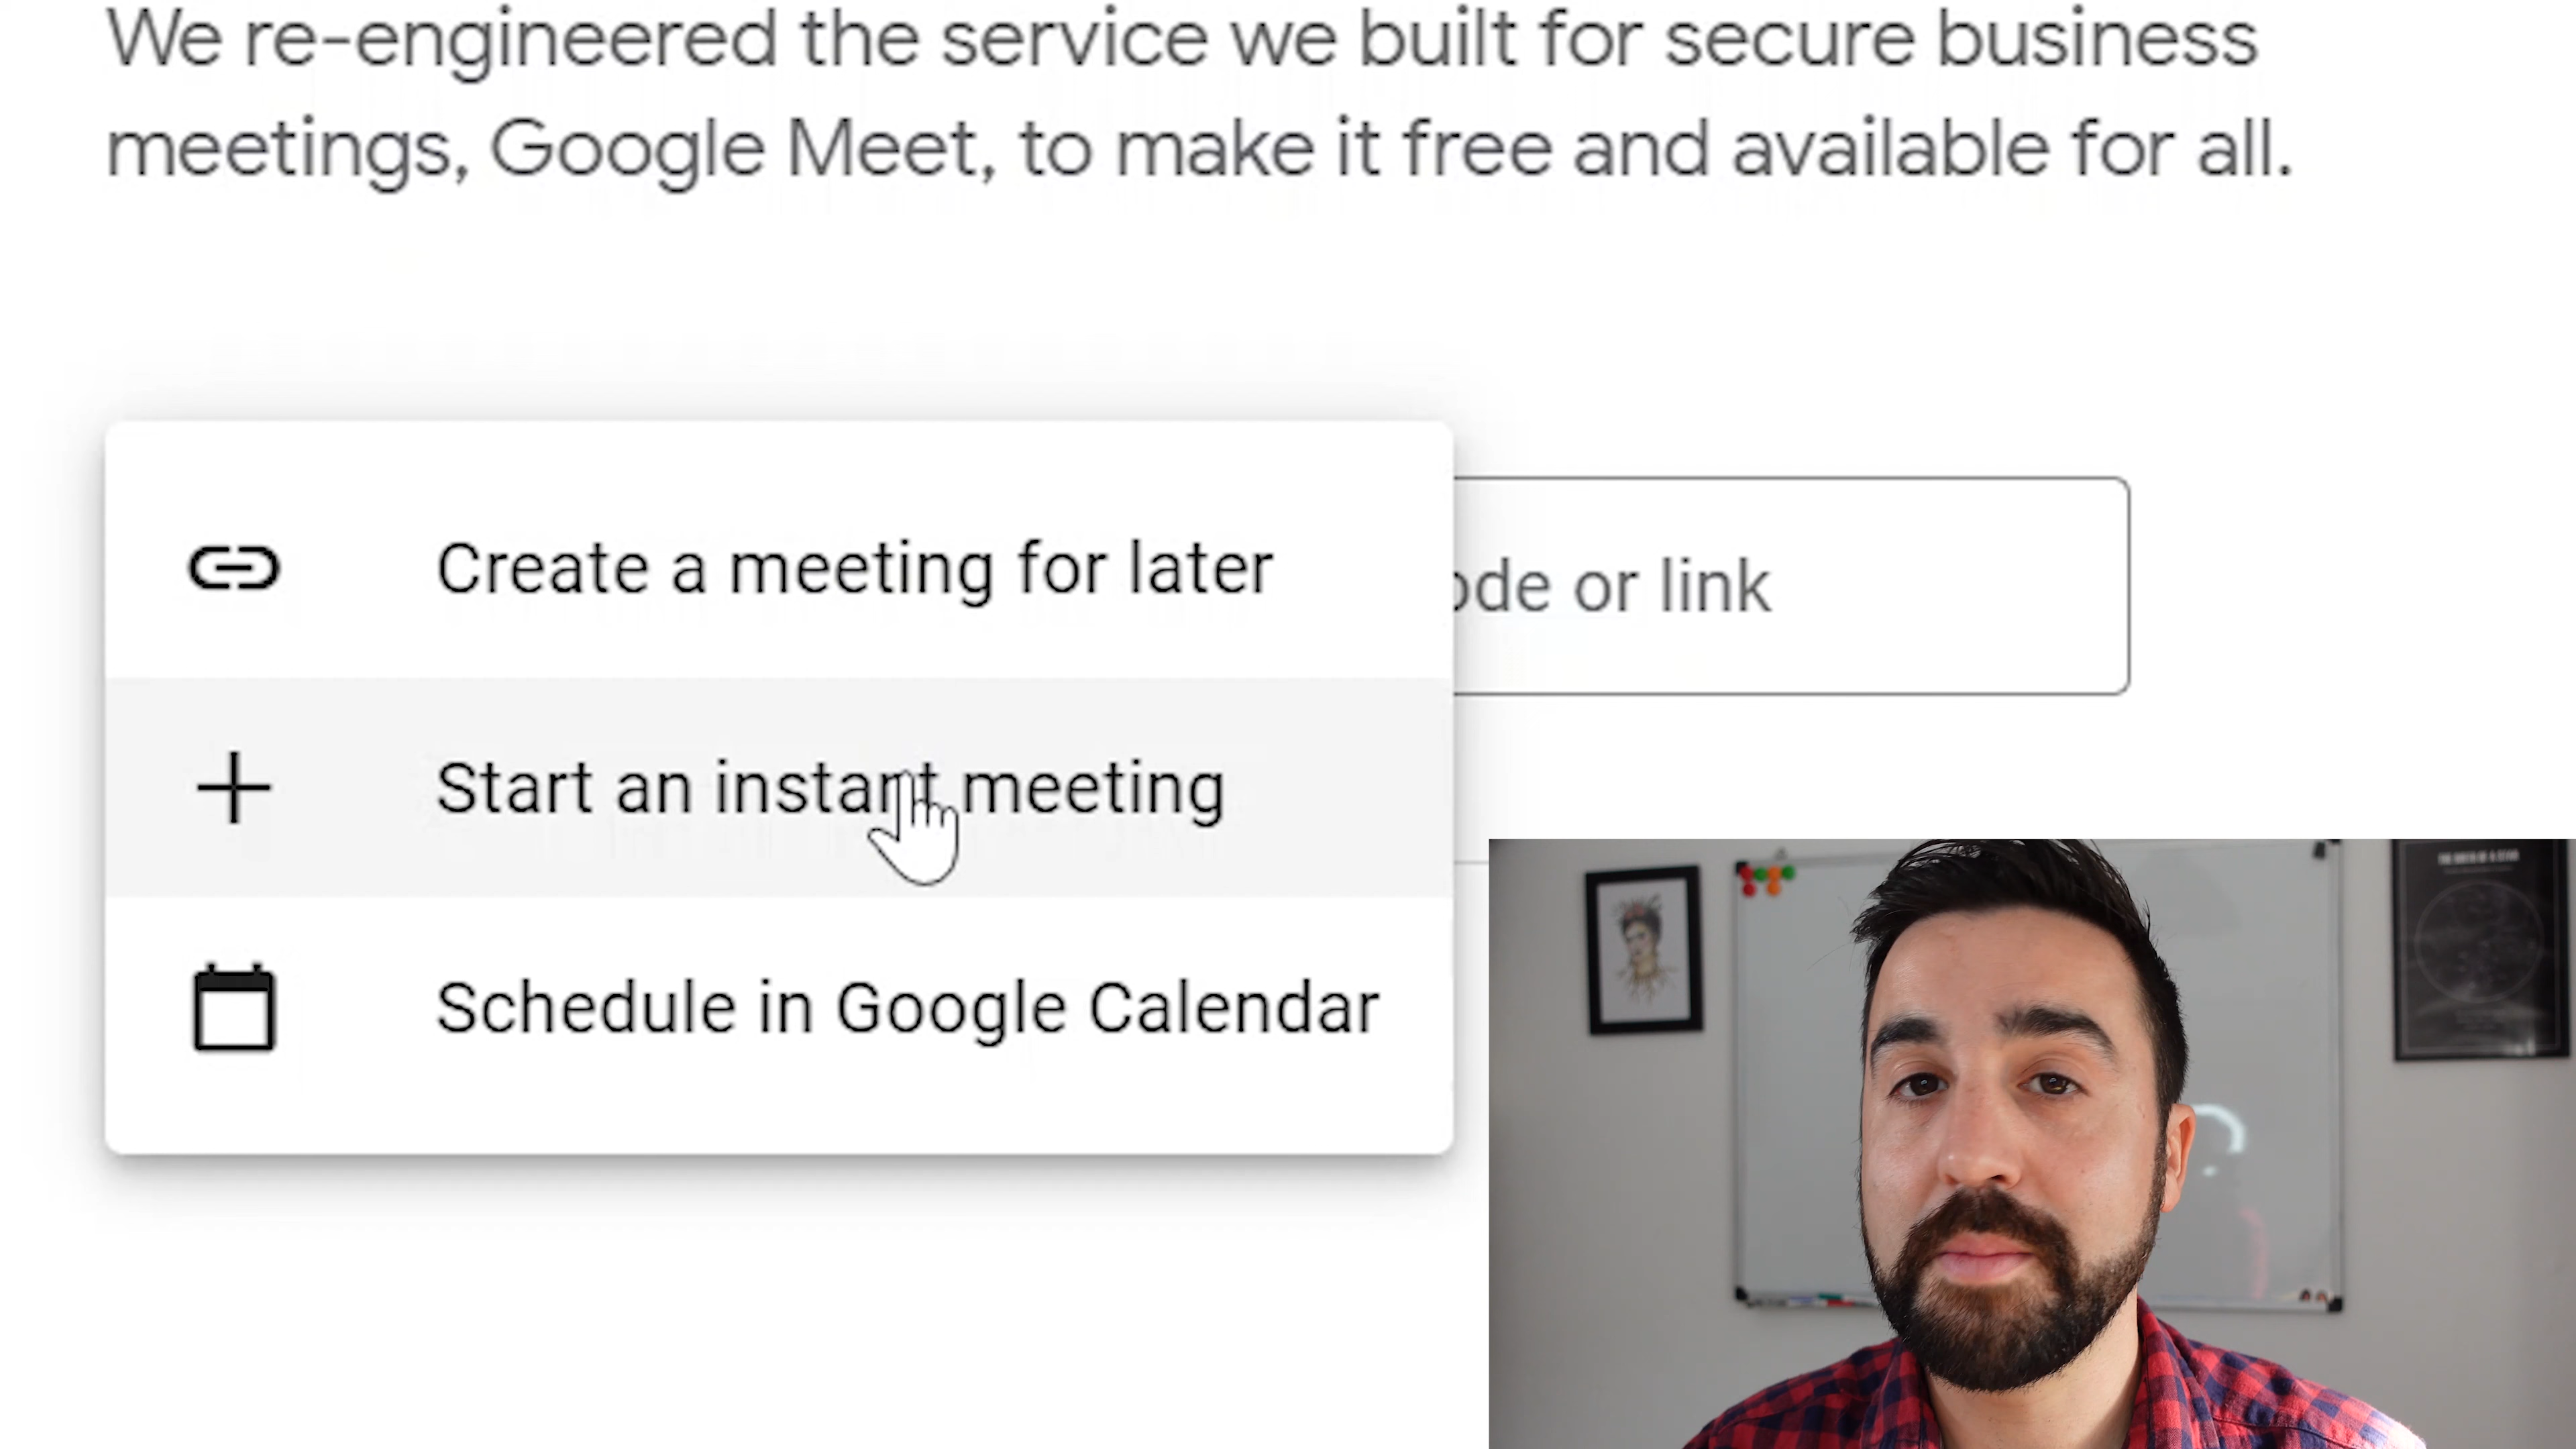 We re-engineered the service we built for secure business
meetings, Google Meet, to make it free and available for all.
Create a meeting for later
ode or link
Start an instant meeting
Schedule in Google Calendar